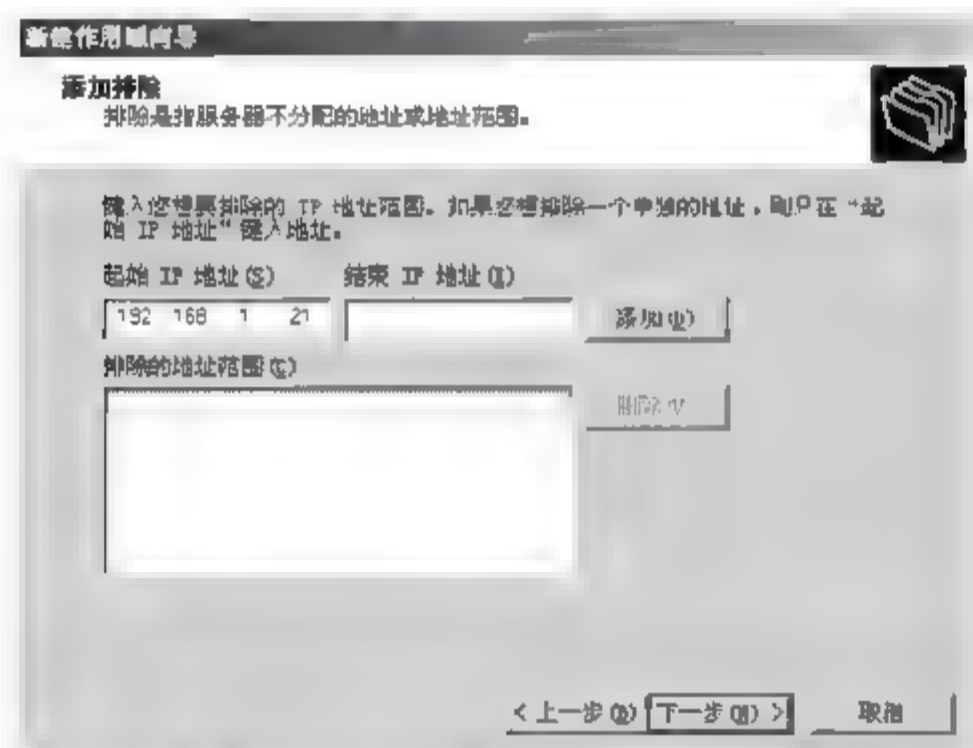 新建作用域向导
添加排除
排除是指服务器不分配的地址或地址范围。
键入您想要排除的 IP 地址范围。如果您想排除一个单独的地址，则只在“起
始 IP 地址”键入地址。
起始 IP 地址(S)
结束 IP 地址(E)
192 168 1 21
添加(D)
排除的地址范围(C)
删除(V)
< 上一步(B)
下一步(N) >
取消